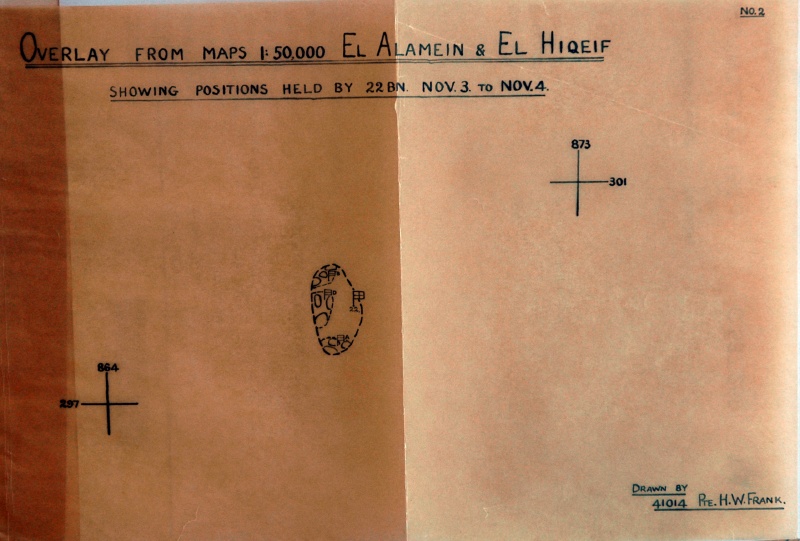 No. 2
OVERLAY FROM MAPS 1:50,000 EL ALAMEIN & EL HIQEIF
SHOWING POSITIONS HELD BY 22 BN. NOV. 3. TO NOV. 4.
873
301
864
297
DRAWN BY
41014 PTE. H.W. FRANK.